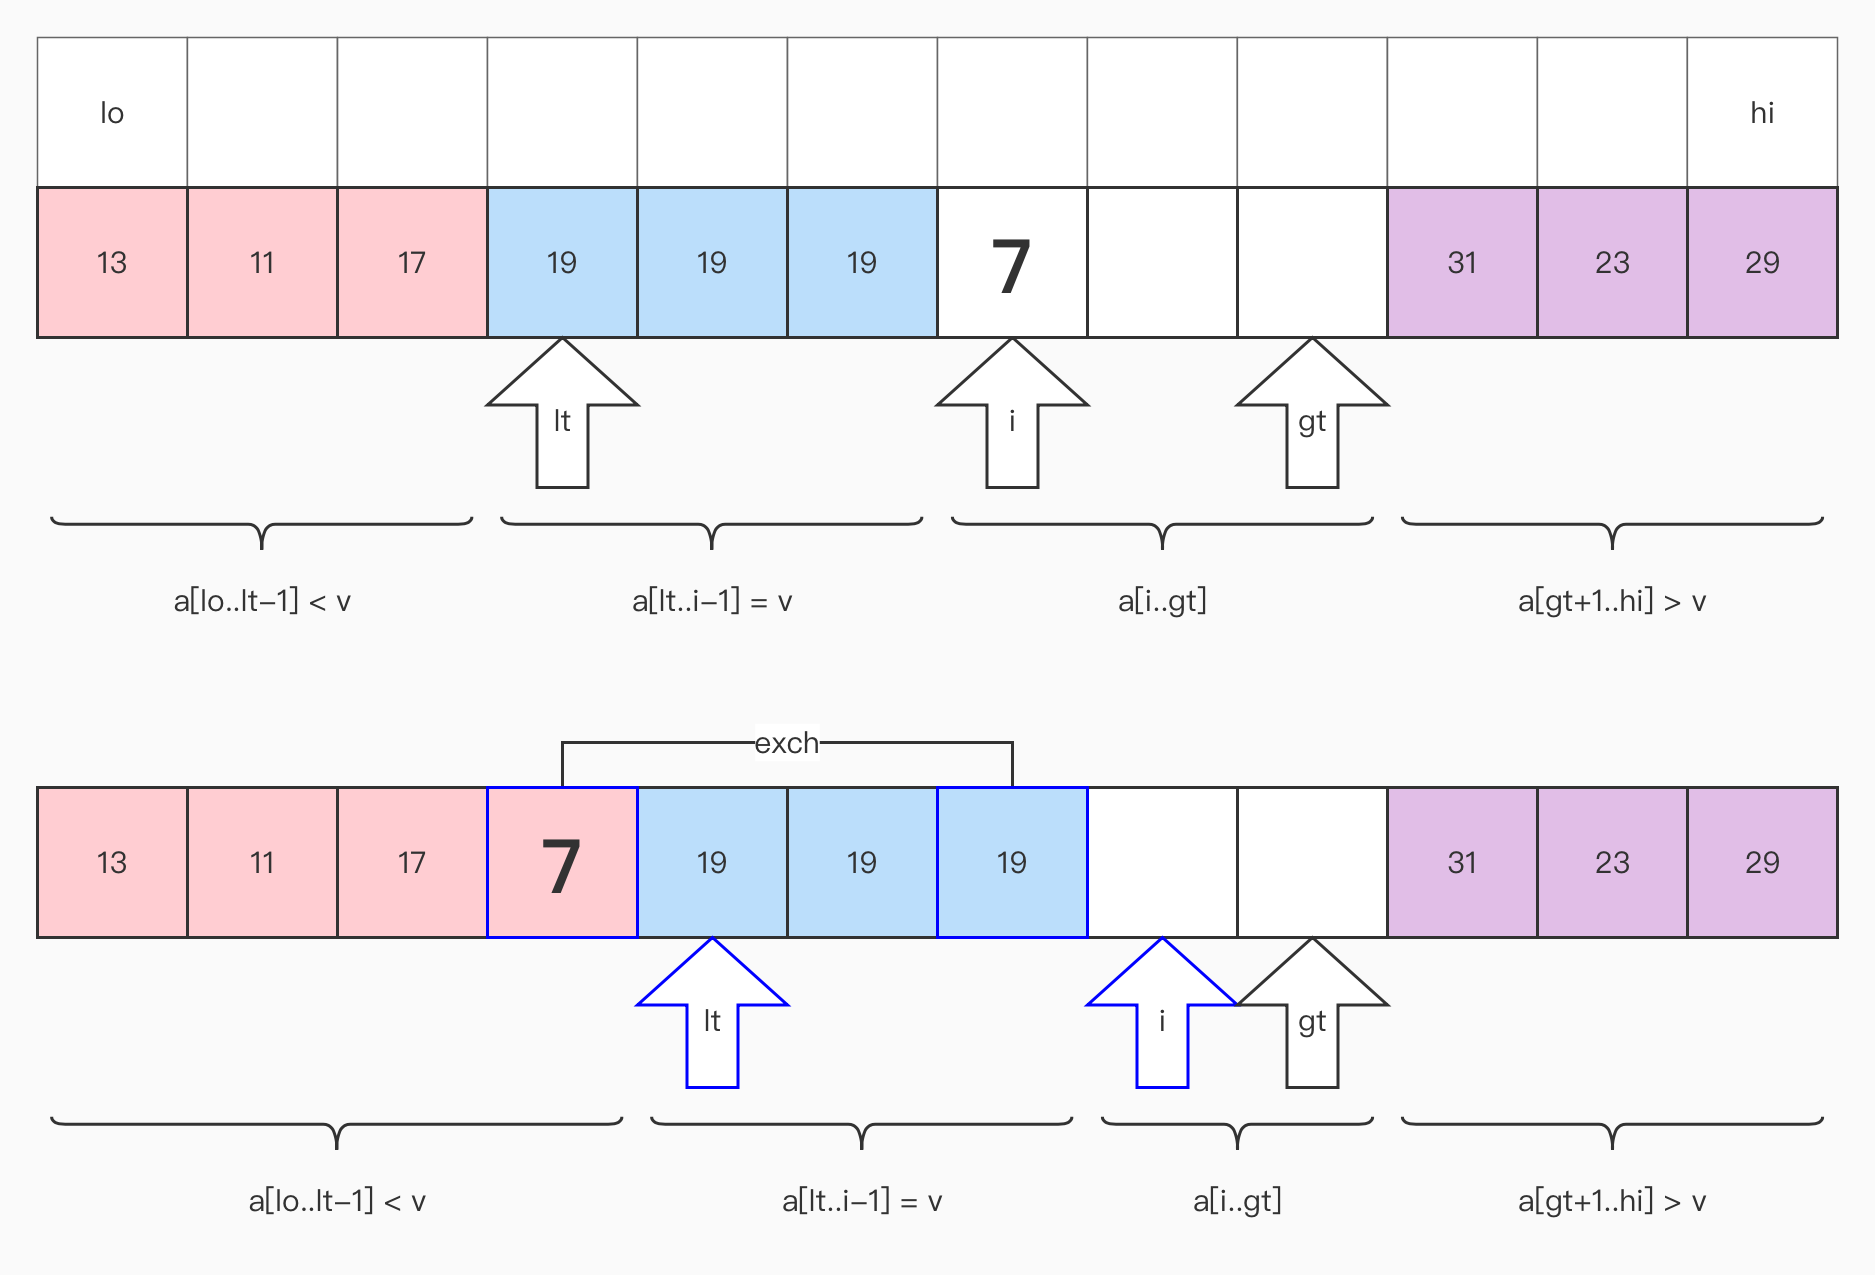 lo hi
13 11 17 19 19 19 7 31 23 29
lt i gt
a[lo..lt–1] < v a[lt..i–1] = v a[i..gt] a[gt+1..hi] > v
exch
13 11 17 7 19 19 19 31 23 29
lt i gt
a[lo..lt–1] < v a[lt..i–1] = v a[i..gt] a[gt+1..hi] > v